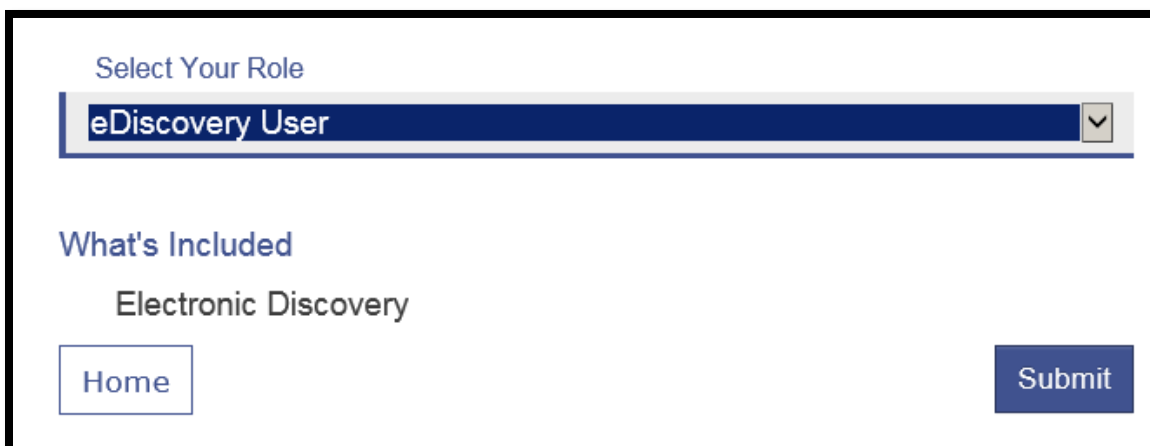 Select Your Role
eDiscovery User
What's Included
Electronic Discovery
Home
Submit